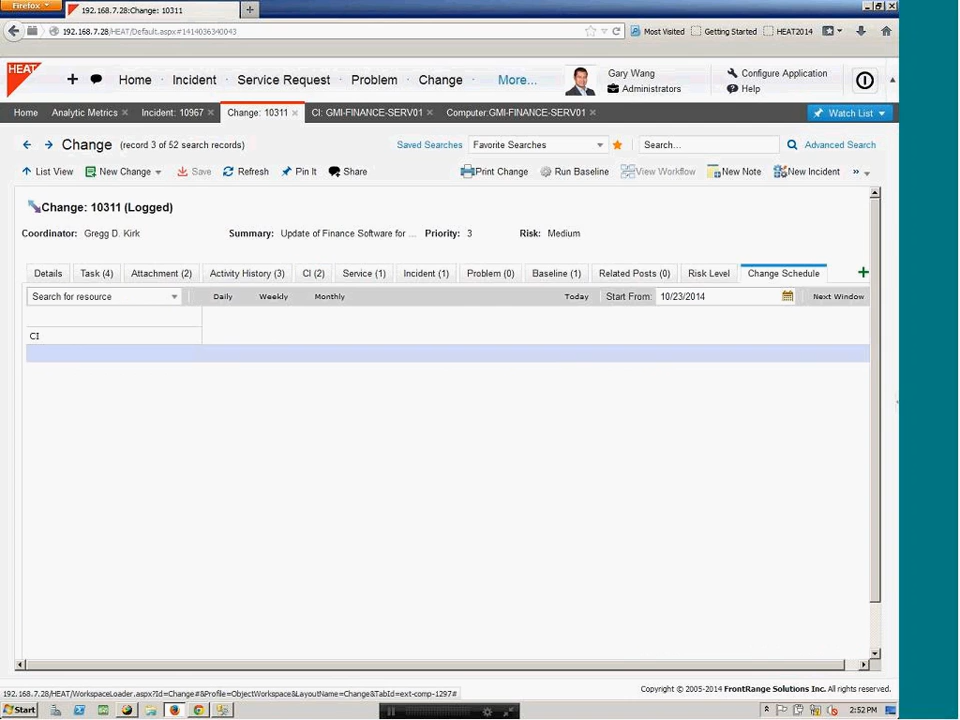 Firefox
192.168.7.28:Change: 10311
192.168.7.28/HEAT/Default.aspx#1414036340043
Most Visited Getting Started HEAT2014
HEAT
Home Incident Service Request Problem Change More...
Gary Wang
Administrators
Configure Application
Help
Home Analytic Metrics Incident: 10967 Change: 10311 CI: GMI-FINANCE-SERV01 Computer:GMI-FINANCE-SERV01 Watch List
Change (record 3 of 52 search records) Saved Searches Favorite Searches Search... Advanced Search
List View New Change Save Refresh Pin It Share Print Change Run Baseline View Workflow New Note New Incident
Change: 10311 (Logged)
Coordinator: Gregg D. Kirk Summary: Update of Finance Software for ... Priority: 3 Risk: Medium
Details Task (4) Attachment (2) Activity History (3) CI (2) Service (1) Incident (1) Problem (0) Baseline (1) Related Posts (0) Risk Level Change Schedule
Search for resource Daily Weekly Monthly Today Start From: 10/23/2014 Next Window
CI
Copyright © 2005-2014 FrontRange Solutions Inc. All rights reserved.
192.168.7.28/HEAT/WorkspaceLoader.aspx?Id=Change#&Profile=ObjectWorkspace&LayoutName=Change&TabId=ext-comp-1297#
Start 2:52 PM